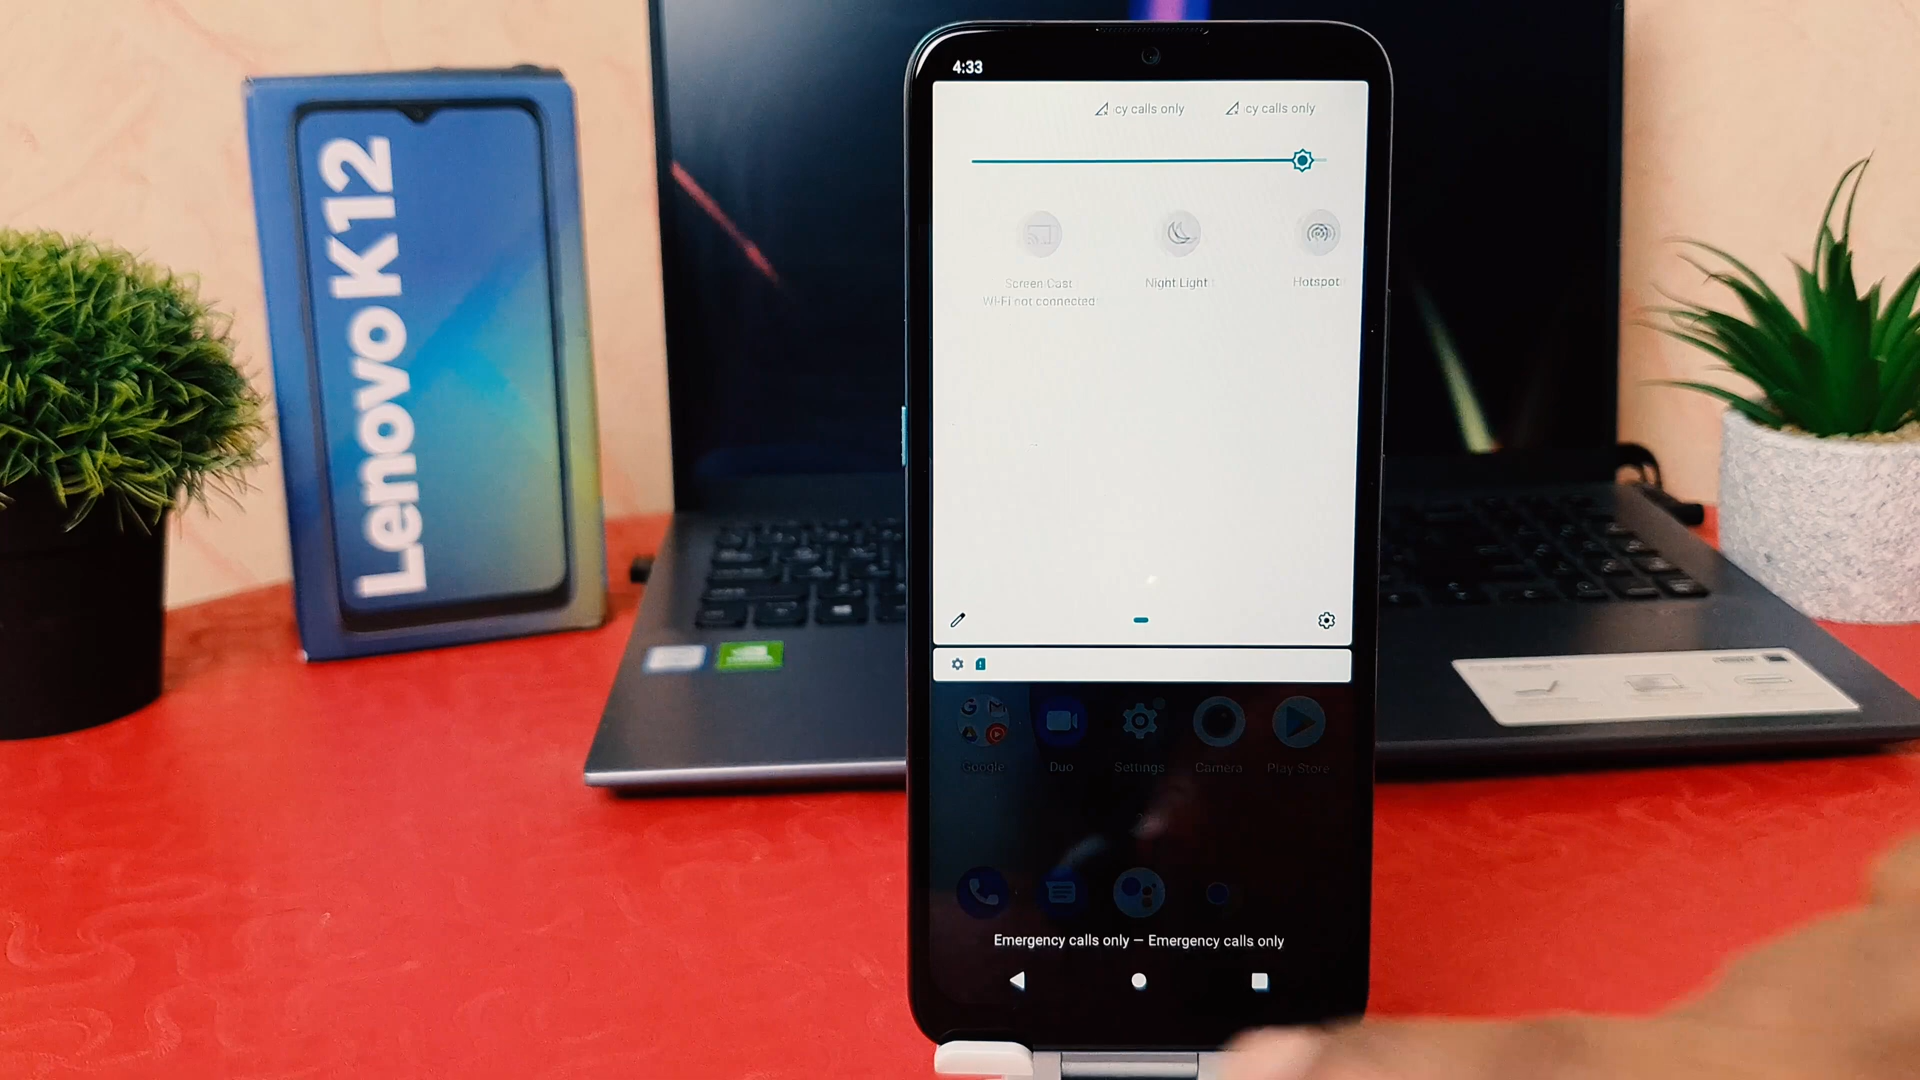 Lenovo K12
4:33
cy calls only
cy calls only
Screen Cast
Wi-Fi not connected
Night Light
Hotspot
Google
Duo
Settings
Camera
Play Store
Emergency calls only — Emergency calls only